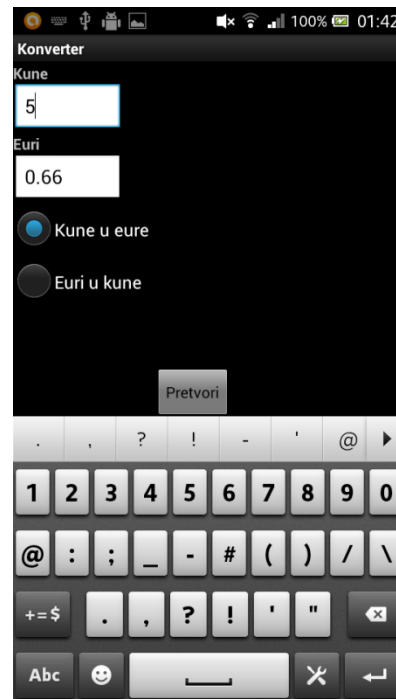 100% 01:42
Konverter
Kune
5
Euri
0.66
Kune u eure
Euri u kune
Pretvori
. , ? ! - ' @
1 2 3 4 5 6 7 8 9 0
@ : ; _ - # ( ) / \
+=$ . , ? ! ' "
Abc